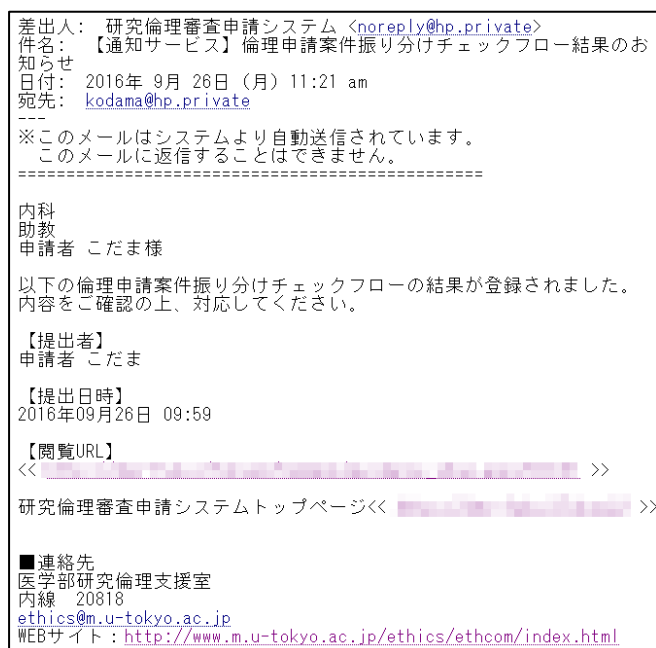 差出人: 研究倫理審査申請システム <noreply@hp.private>
件名: 【通知サービス】倫理申請案件振り分けチェックフロー結果のお
知らせ
日付: 2016年 9月 26日 (月) 11:21 am
宛先: kodama@hp.private
---
※このメールはシステムより自動送信されています。
このメールに返信することはできません。
================================================
内科
助教
申請者 こだま様
以下の倫理申請案件振り分けチェックフローの結果が登録されました。
内容をご確認の上、対応してください。
【提出者】
申請者 こだま
【提出日時】
2016年09月26日 09:59
【閲覧URL】
<< >>
研究倫理審査申請システムトップページ<< >>
■連絡先
医学部研究倫理支援室
内線 20818
ethics@m.u-tokyo.ac.jp
WEBサイト:http://www.m.u-tokyo.ac.jp/ethics/ethcom/index.html